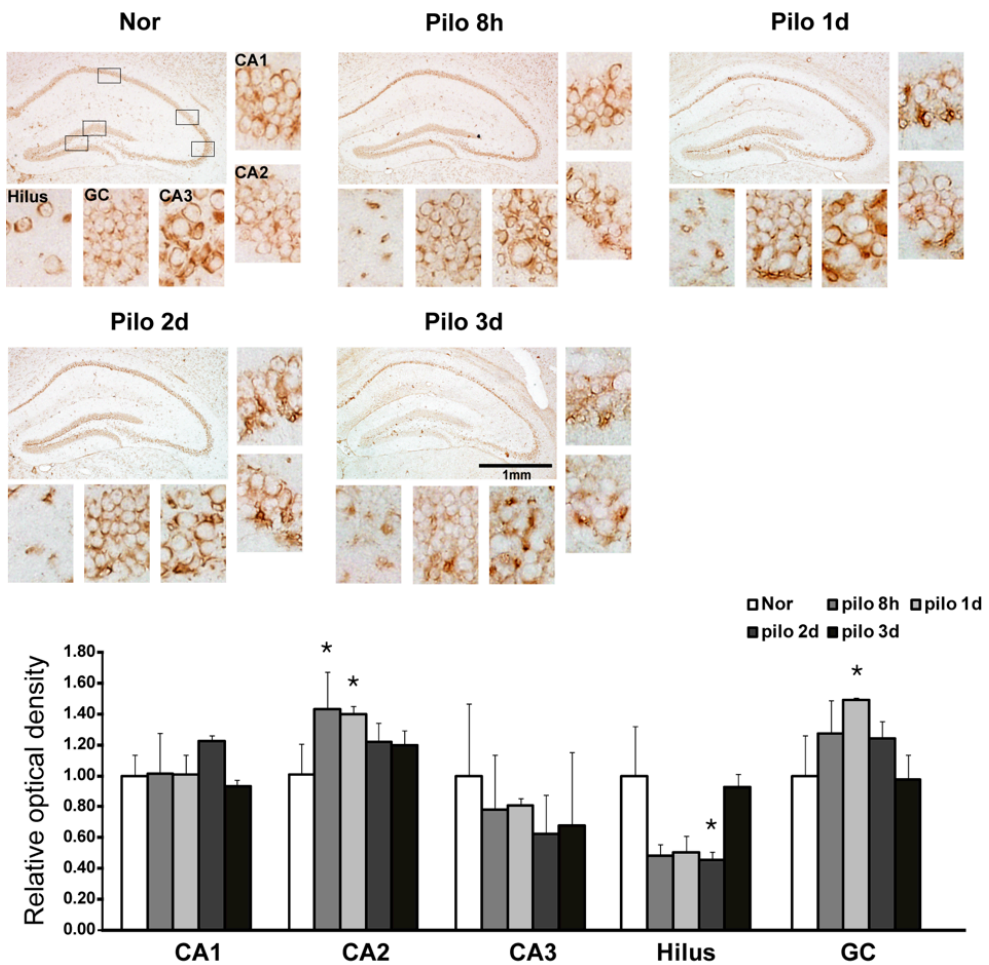 Nor
Pilo 8h
Pilo 1d
CA1
CA2
Hilus
GC
CA3
Pilo 2d
Pilo 3d
1mm
Nor
pilo 8h
pilo 1d
pilo 2d
pilo 3d
Relative optical density
1.80
1.60
1.40
1.20
1.00
0.80
0.60
0.40
0.20
0.00
*
*
*
*
CA1
CA2
CA3
Hilus
GC